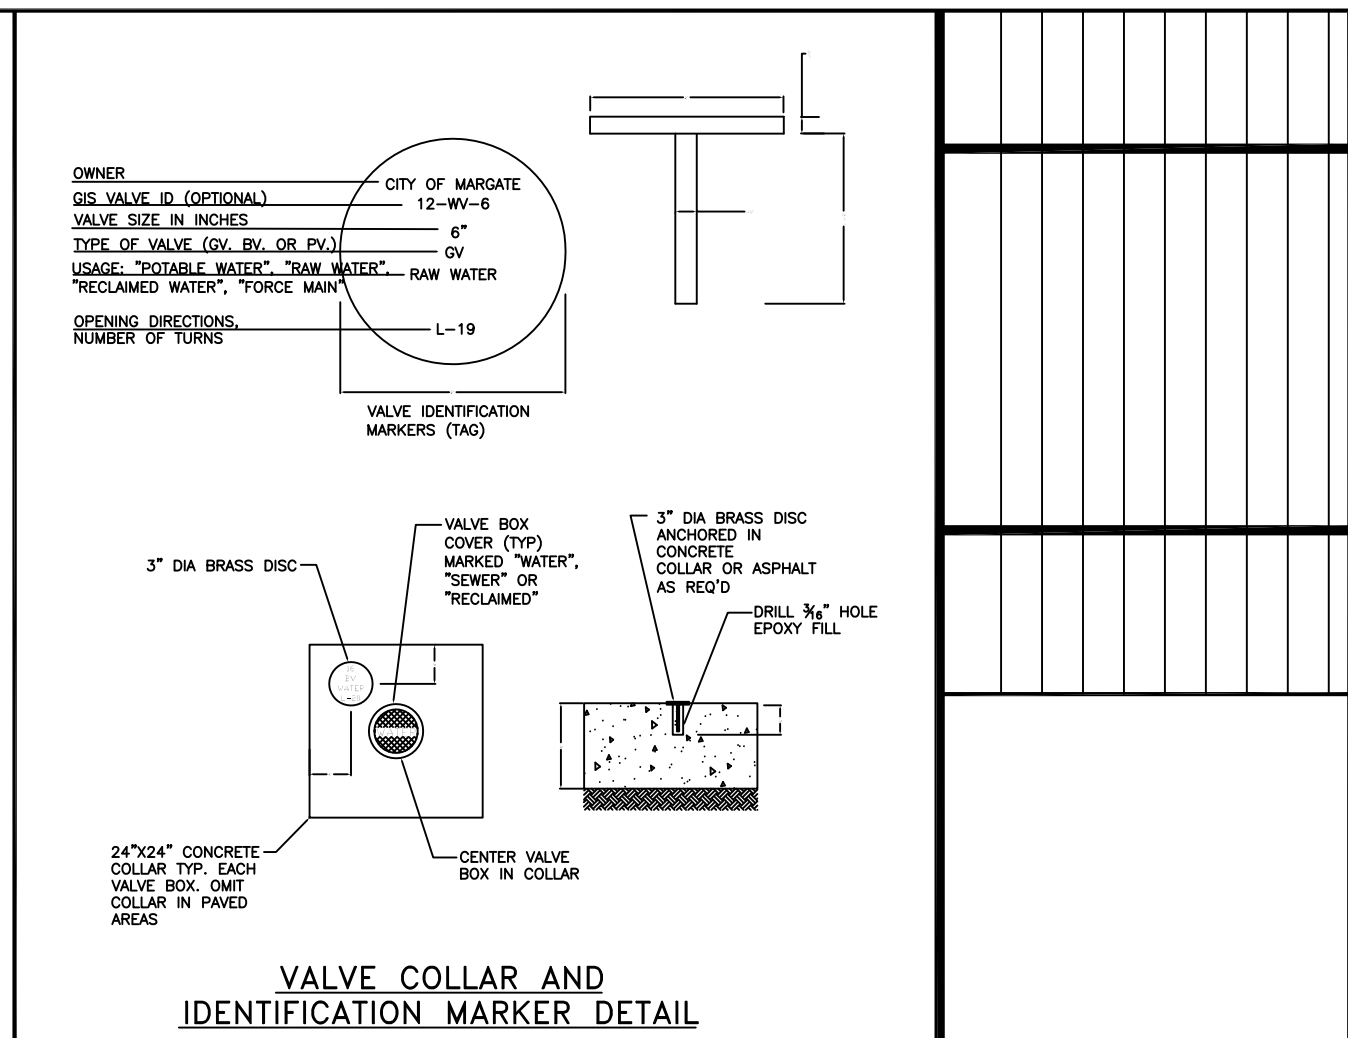 OWNER
GIS VALVE ID (OPTIONAL)
VALVE SIZE IN INCHES
TYPE OF VALVE (GV. BV. OR PV.)
USAGE: "POTABLE WATER", "RAW WATER",
"RECLAIMED WATER", "FORCE MAIN"
OPENING DIRECTIONS,
NUMBER OF TURNS
CITY OF MARGATE
12-WV-6
6"
GV
RAW WATER
L-19
VALVE IDENTIFICATION
MARKERS (TAG)
3" DIA BRASS DISC
VALVE BOX
COVER (TYP)
MARKED "WATER",
"SEWER" OR
"RECLAIMED"
3" DIA BRASS DISC
ANCHORED IN
CONCRETE
COLLAR OR ASPHALT
AS REQ'D
DRILL 3/16" HOLE
EPOXY FILL
BV
WATER
WATER
24"X24" CONCRETE
COLLAR TYP. EACH
VALVE BOX. OMIT
COLLAR IN PAVED
AREAS
CENTER VALVE
BOX IN COLLAR
VALVE COLLAR AND
IDENTIFICATION MARKER DETAIL